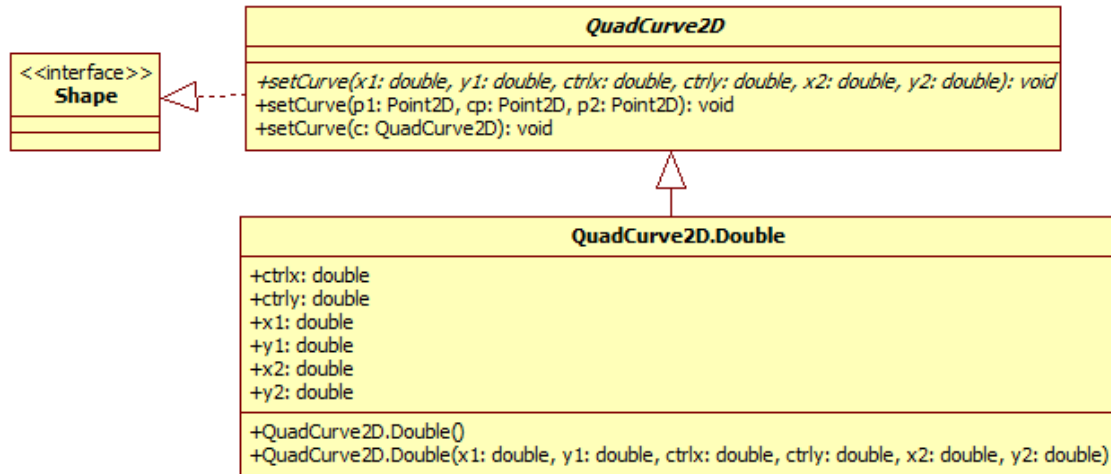 QuadCurve2D
+setCurve(x1: double, y1: double, ctrlx: double, ctrly: double, x2: double, y2: double): void
+setCurve(p1: Point2D, cp: Point2D, p2: Point2D): void
+setCurve(c: QuadCurve2D): void
<<interface>>
Shape
QuadCurve2D.Double
+ctrlx: double
+ctrly: double
+x1: double
+y1: double
+x2: double
+y2: double
+QuadCurve2D.Double()
+QuadCurve2D.Double(x1: double, y1: double, ctrlx: double, ctrly: double, x2: double, y2: double)